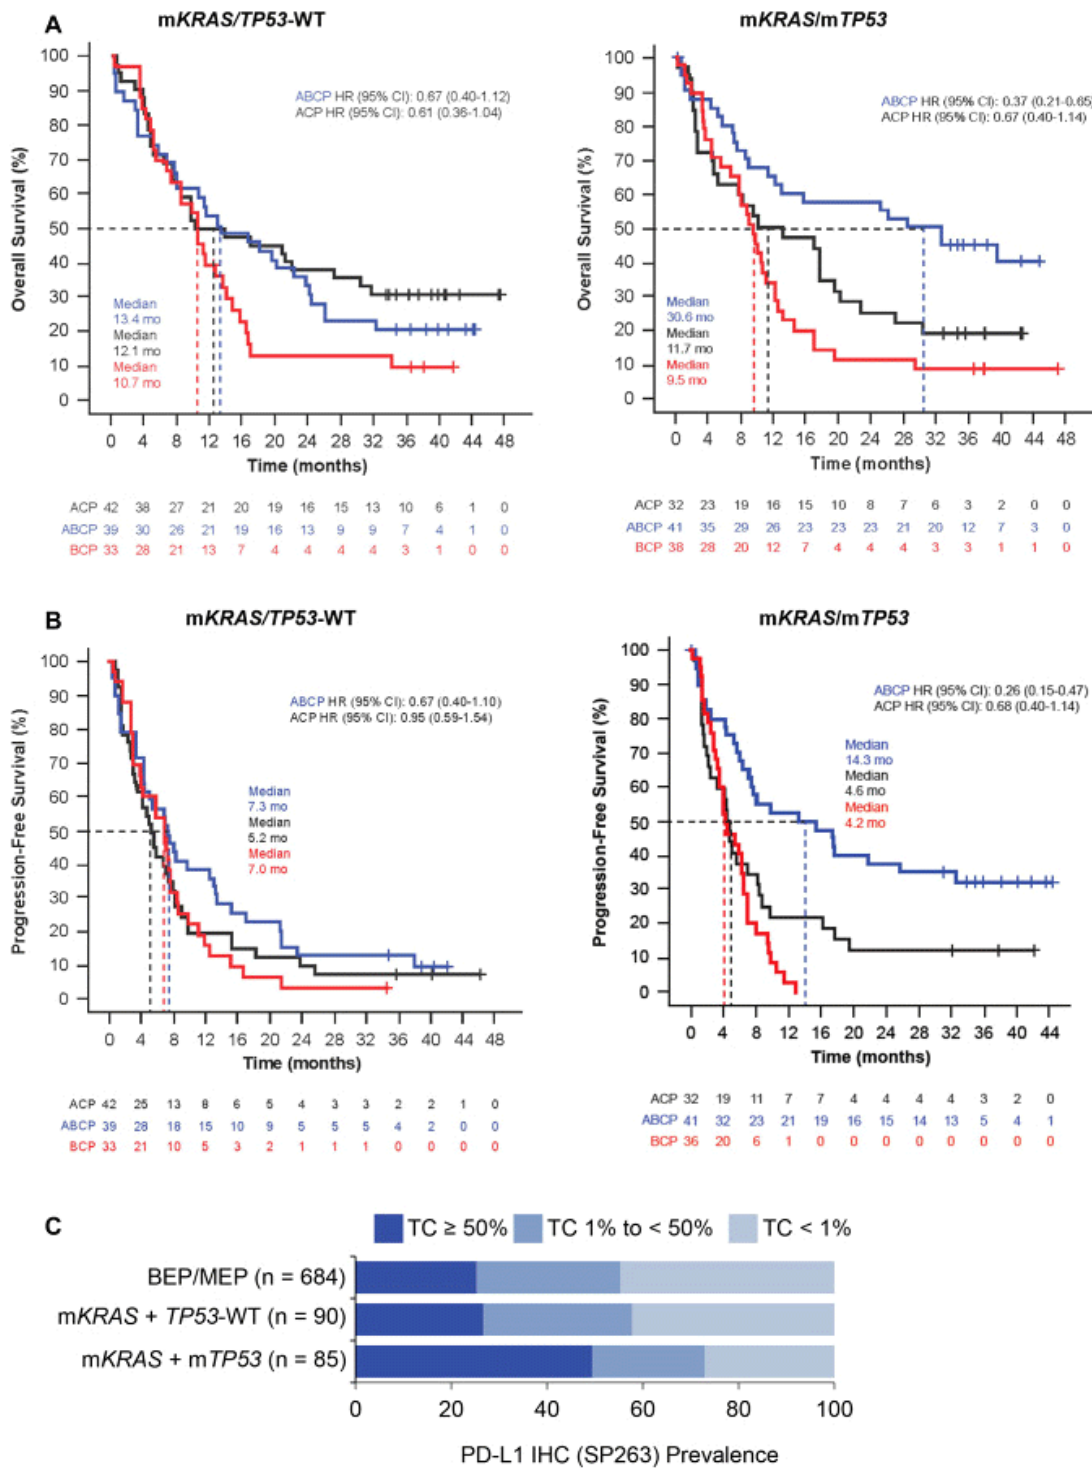 A
mKRAS/TP53-WT
mKRAS/mTP53
ABCP HR (95% CI): 0.67 (0.40-1.12)
ACP HR (95% CI): 0.61 (0.36-1.04)
ABCP HR (95% CI): 0.37 (0.21-0.65)
ACP HR (95% CI): 0.67 (0.40-1.14)
Overall Survival (%)
100
90
80
70
60
50
40
30
20
10
0
Median
13.4 mo
Median
12.1 mo
Median
10.7 mo
0 4 8 12 16 20 24 28 32 36 40 44 48
Time (months)
Overall Survival (%)
100
90
80
70
60
50
40
30
20
10
0
Median
30.6 mo
Median
11.7 mo
Median
9.5 mo
0 4 8 12 16 20 24 28 32 36 40 44 48
Time (months)
ACP 42 38 27 21 20 19 16 15 13 10 6 1 0
ABCP 39 30 26 21 19 16 13 9 9 7 4 1 0
BCP 33 28 21 13 7 4 4 4 4 3 1 0 0
ACP 32 23 19 16 15 10 8 7 6 3 2 0 0
ABCP 41 35 29 26 23 23 23 21 20 12 7 3 0
BCP 38 28 20 12 7 4 4 4 3 3 1 1 0
B
mKRAS/TP53-WT
mKRAS/mTP53
ABCP HR (95% CI): 0.67 (0.40-1.10)
ACP HR (95% CI): 0.95 (0.59-1.54)
ABCP HR (95% CI): 0.26 (0.15-0.47)
ACP HR (95% CI): 0.68 (0.40-1.14)
Progression-Free Survival (%)
100
90
80
70
60
50
40
30
20
10
0
Median
7.3 mo
Median
5.2 mo
Median
7.0 mo
0 4 8 12 16 20 24 28 32 36 40 44 48
Time (months)
Progression-Free Survival (%)
100
90
80
70
60
50
40
30
20
10
0
Median
14.3 mo
Median
4.6 mo
Median
4.2 mo
0 4 8 12 16 20 24 28 32 36 40 44
Time (months)
ACP 42 25 13 8 6 5 4 3 3 2 2 1 0
ABCP 39 28 18 15 10 9 5 5 5 4 2 0 0
BCP 33 21 10 5 3 2 1 1 1 0 0 0 0
ACP 32 19 11 7 7 4 4 4 4 3 2 0
ABCP 41 32 23 21 19 16 15 14 13 5 4 1
BCP 36 20 6 1 0 0 0 0 0 0 0 0
C
TC ≥ 50% TC 1% to < 50% TC < 1%
BEP/MEP (n = 684)
mKRAS + TP53-WT (n = 90)
mKRAS + mTP53 (n = 85)
0 20 40 60 80 100
PD-L1 IHC (SP263) Prevalence